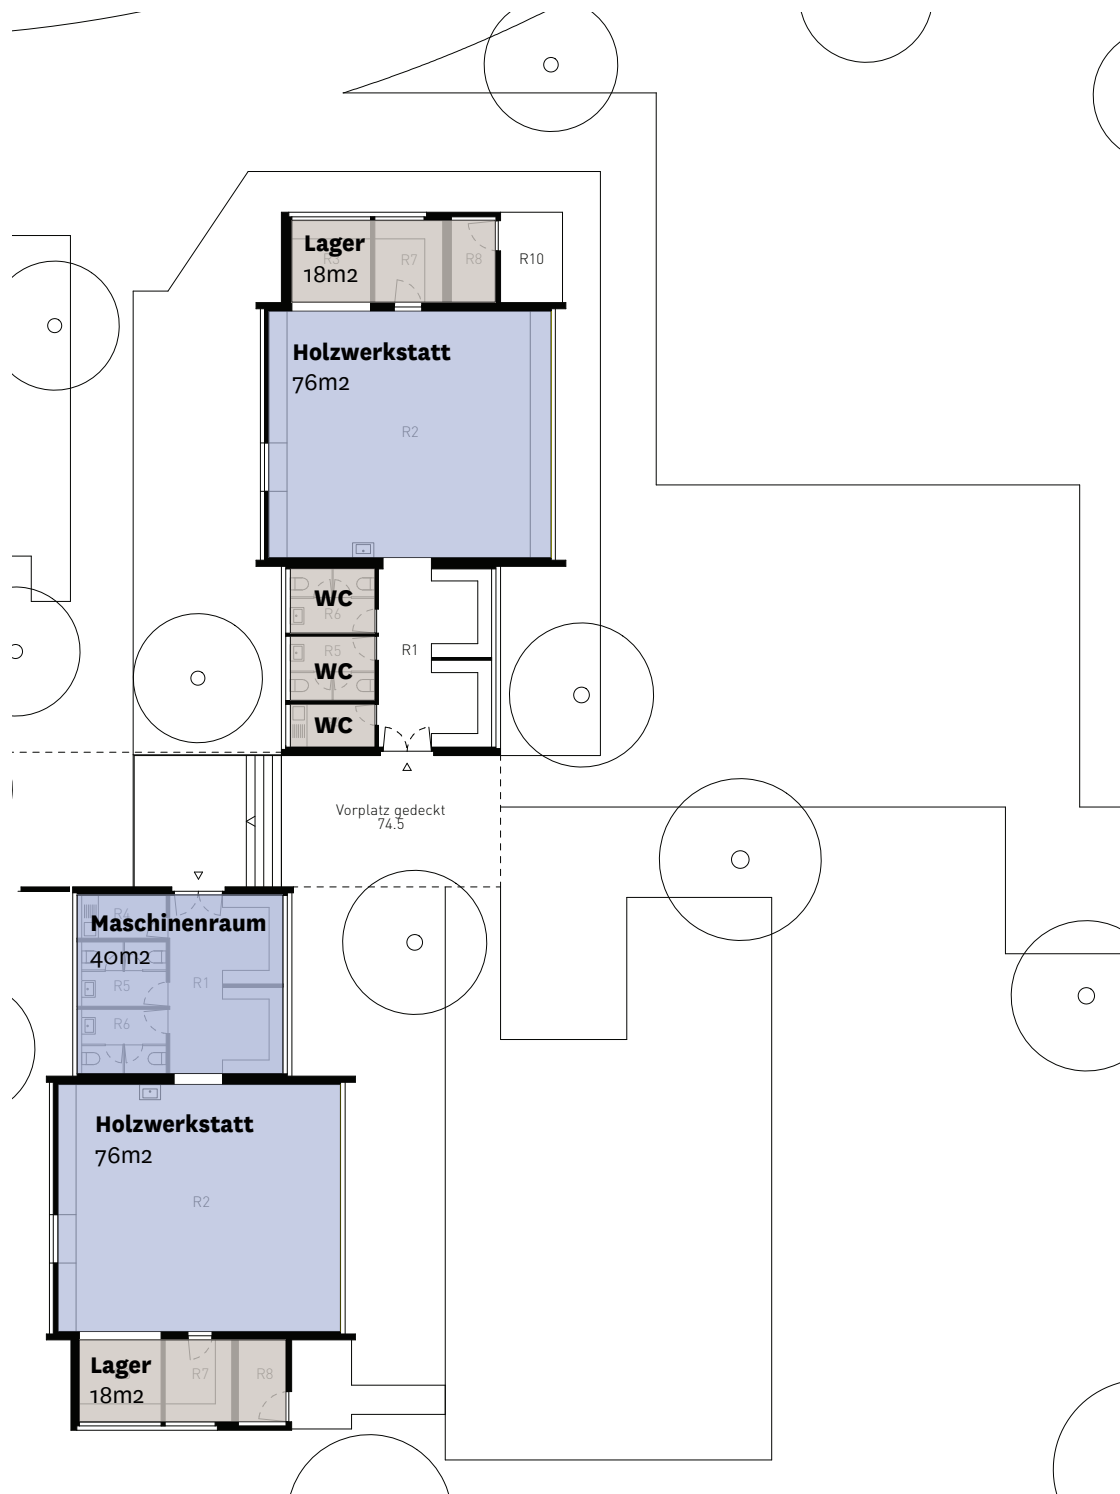 Lager
18m2
R7
R8
R10
Holzwerkstatt
76m2
R2
WC
R6
R5
WC
R1
WC
Vorplatz gedeckt
74.5
R4
Maschinenraum
40m2
R5
R1
R6
Holzwerkstatt
76m2
R2
Lager
18m2
R7
R8